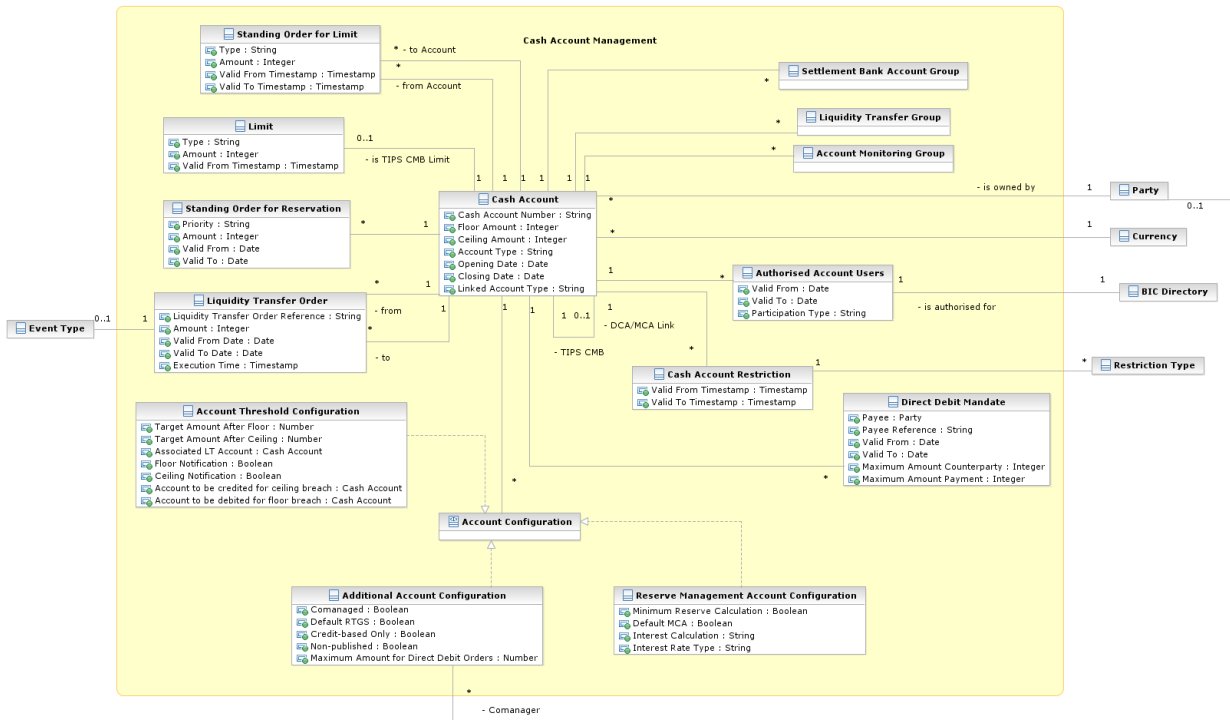 Cash Account Management
Standing Order for Limit
Type : String
Amount : Integer
Valid From Timestamp : Timestamp
Valid To Timestamp : Timestamp
* - to Account
*
- from Account
Settlement Bank Account Group
*
Liquidity Transfer Group
*
Account Monitoring Group
*
Limit
Type : String
Amount : Integer
Valid From Timestamp : Timestamp
0..1
- is TIPS CMB Limit
1
1
1
1
1
1
Cash Account
Cash Account Number : String
Floor Amount : Integer
Ceiling Amount : Integer
Account Type : String
Opening Date : Date
Closing Date : Date
Linked Account Type : String
*
- is owned by
1
Party
0..1
*
1
Currency
Standing Order for Reservation
Priority : String
Amount : Integer
Valid From : Date
Valid To : Date
*
1
1
*
Authorised Account Users
Valid From : Date
Valid To : Date
Participation Type : String
1
- is authorised for
1
BIC Directory
Event Type
0..1
1
Liquidity Transfer Order
Liquidity Transfer Order Reference : String
Amount : Integer
Valid From Date : Date
Valid To Date : Date
Execution Time : Timestamp
*
1
- from
*
1
- to
1
1
1
0..1
1
- DCA/MCA Link
- TIPS CMB
*
Cash Account Restriction
Valid From Timestamp : Timestamp
Valid To Timestamp : Timestamp
1
*
Restriction Type
Direct Debit Mandate
Payee : Party
Payee Reference : String
Valid From : Date
Valid To : Date
Maximum Amount Counterparty : Integer
Maximum Amount Payment : Integer
*
Account Threshold Configuration
Target Amount After Floor : Number
Target Amount After Ceiling : Number
Associated LT Account : Cash Account
Floor Notification : Boolean
Ceiling Notification : Boolean
Account to be credited for ceiling breach : Cash Account
Account to be debited for floor breach : Cash Account
*
Account Configuration
Additional Account Configuration
Comanaged : Boolean
Default RTGS : Boolean
Credit-based Only : Boolean
Non-published : Boolean
Maximum Amount for Direct Debit Orders : Number
Reserve Management Account Configuration
Minimum Reserve Calculation : Boolean
Default MCA : Boolean
Interest Calculation : String
Interest Rate Type : String
*
- Comanager